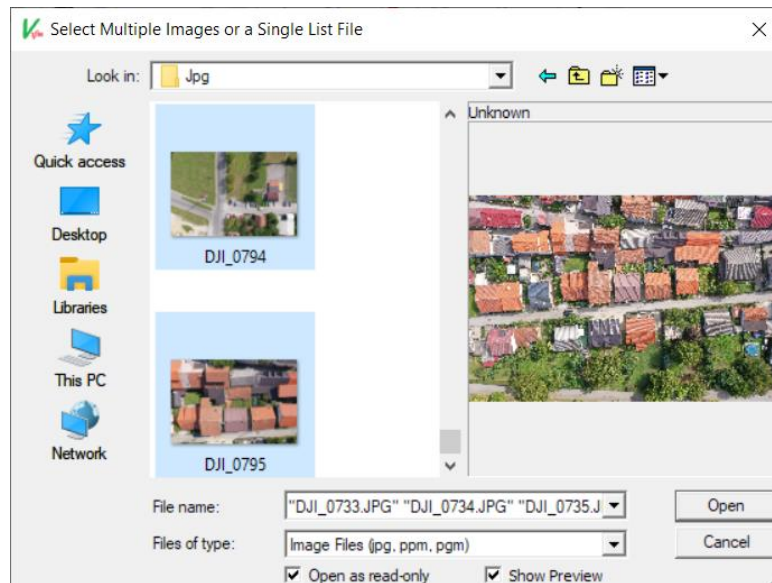 Select Multiple Images or a Single List File
Look in: Jpg
Unknown
Quick access
Desktop
Libraries
This PC
Network
DJI_0794
DJI_0795
File name: "DJI_0733.JPG" "DJI_0734.JPG" "DJI_0735.J
Open
Files of type: Image Files (jpg, ppm, pgm)
Cancel
Open as read-only Show Preview